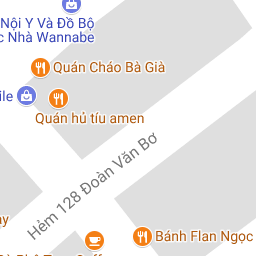 Nội Y Và Đồ Bộ
Nhà Wannabe
Quán Cháo Bà Già
Quán hủ tíu amen
Hẻm 128 Đoàn Văn Bơ
Bánh Flan Ngọc